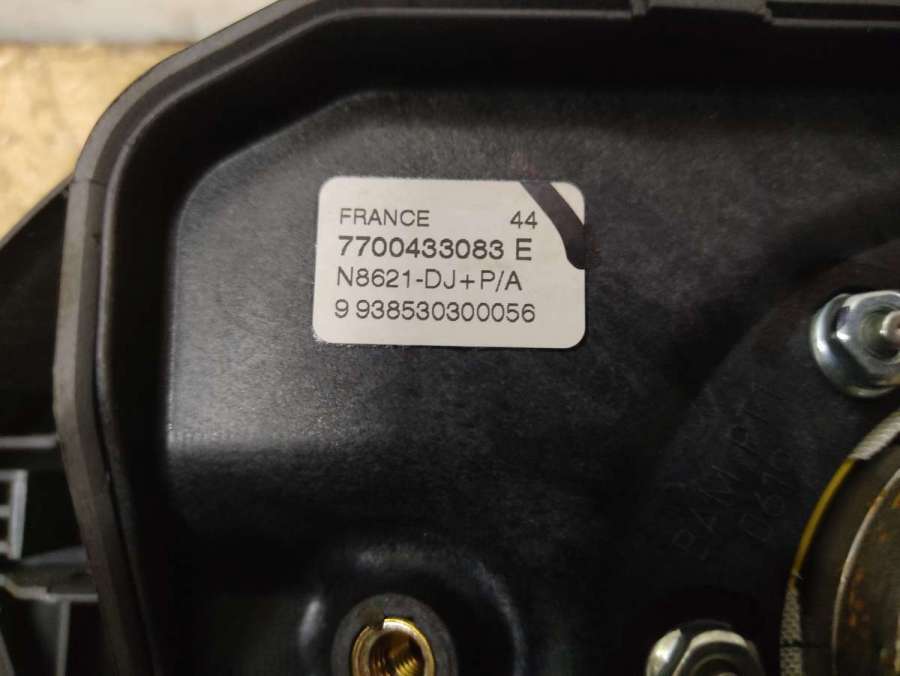 FRANCE 44
7700433083 E
N8621-DJ+P/A
9 938530300056